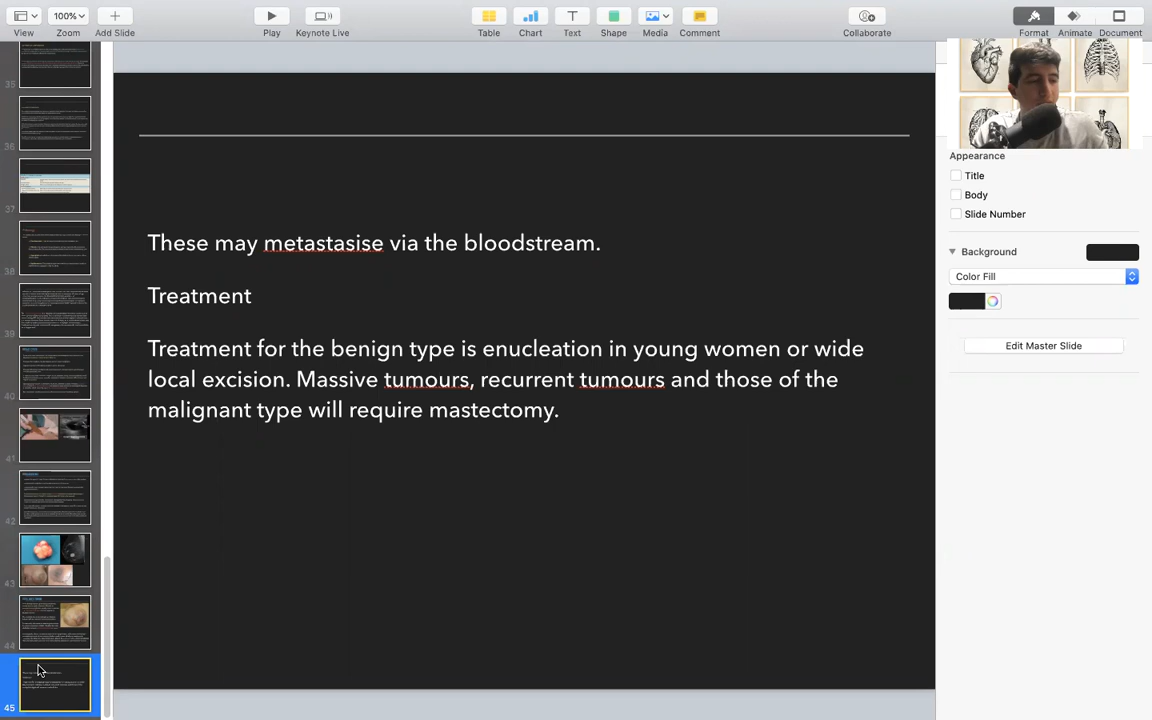 View
100%
Zoom
Add Slide
Play
Keynote Live
Table
Chart
Text
Shape
Media
Comment
Collaborate
Format
Animate
Document
35
36
37
38
39
40
41
42
43
44
45
These may metastasise via the bloodstream.
Treatment
Treatment for the benign type is enucleation in young women or wide
local excision. Massive tumours, recurrent tumours and those of the
malignant type will require mastectomy.
Appearance
Title
Body
Slide Number
Background
Color Fill
Edit Master Slide